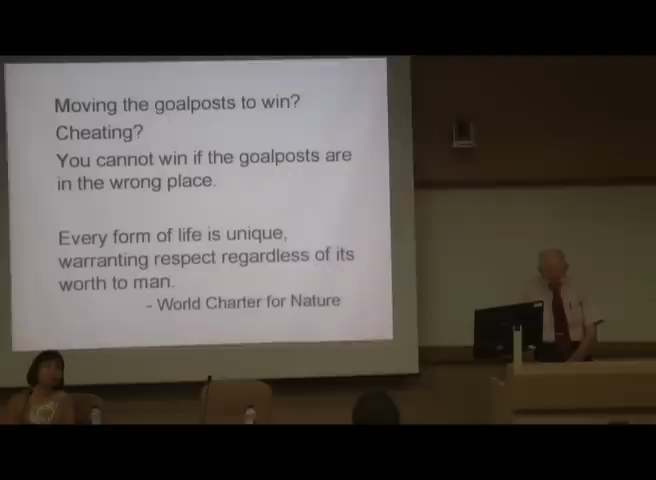 Moving the goalposts to win?
Cheating?
You cannot win if the goalposts are
in the wrong place.
Every form of life is unique,
warranting respect regardless of its
worth to man.
- World Charter for Nature